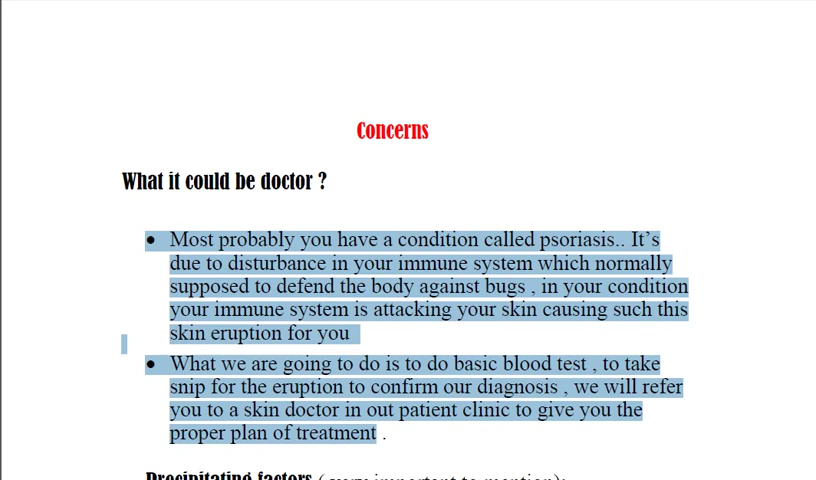 Concerns
What it could be doctor ?
• Most probably you have a condition called psoriasis.. It's
due to disturbance in your immune system which normally
supposed to defend the body against bugs , in your condition
your immune system is attacking your skin causing such this
skin eruption for you
• What we are going to do is to do basic blood test , to take
snip for the eruption to confirm our diagnosis , we will refer
you to a skin doctor in out patient clinic to give you the
proper plan of treatment .
Precipitating factors ( very important to mention):